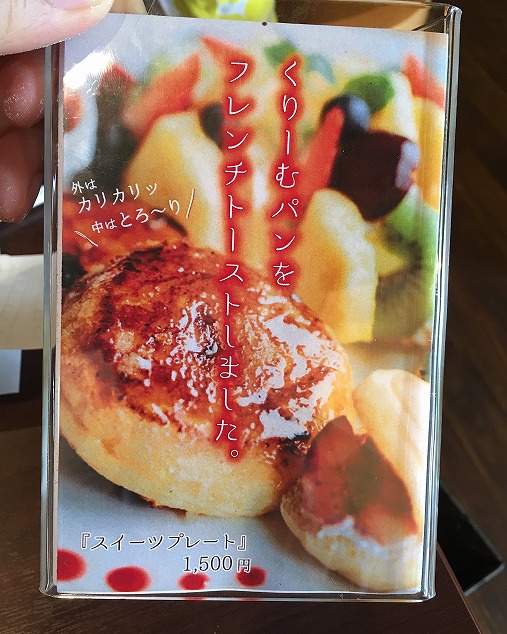 くりーむパンを
フレンチトーストしました。
外は
カリカリッ
中はとろ～り
『スイーツプレート』
1,500円